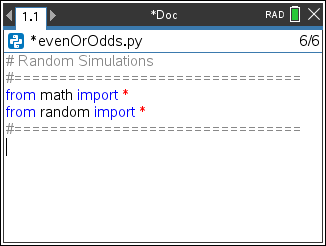 1.1 *Doc RAD
*evenOrOdds.py 6/6
# Random Simulations
#==============================
from math import *
from random import *
#==============================